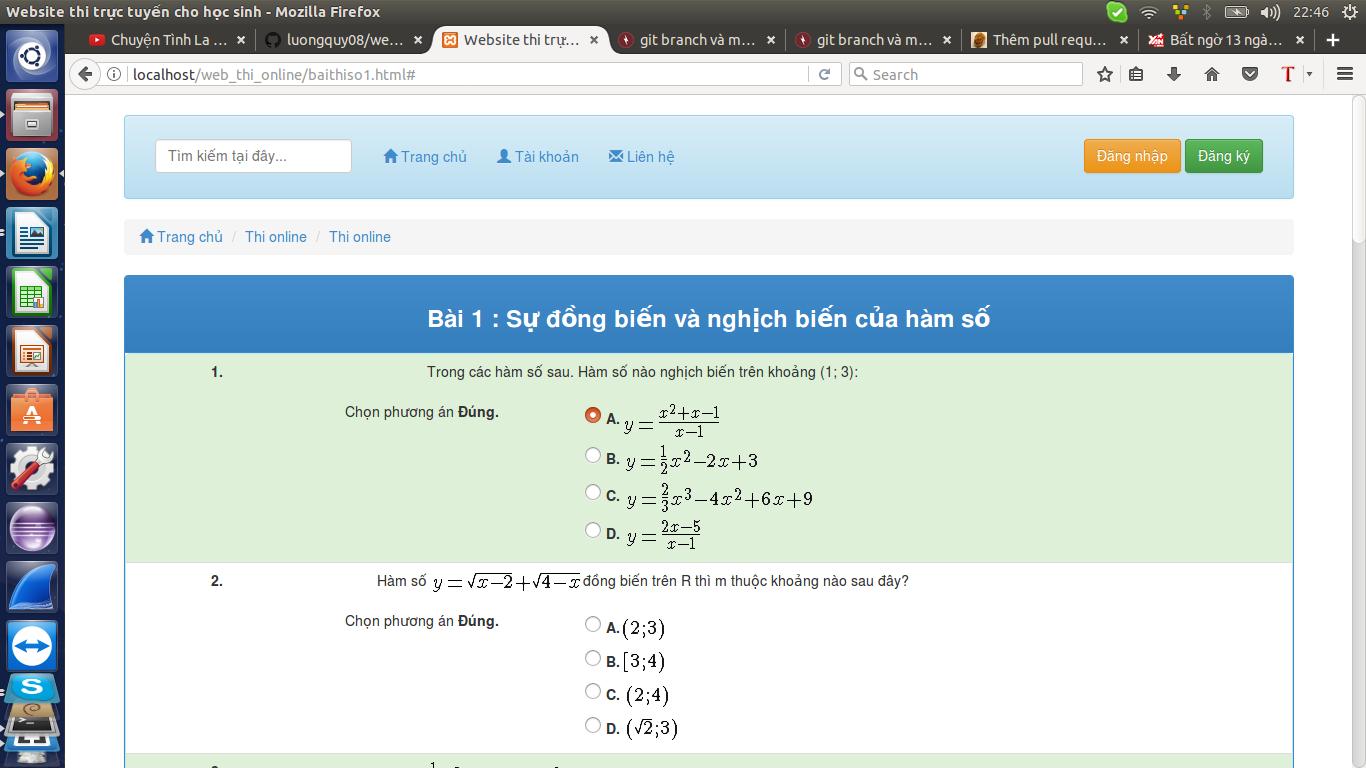 Website thi trực tuyến cho học sinh - Mozilla Firefox
22:46
Chuyện Tình La ...
luongquy08/we...
Website thi trự...
git branch và m...
git branch và m...
Thêm pull requ...
Bất ngờ 13 ngà...
localhost/web_thi_online/baithiso1.html#
Search
Tìm kiếm tại đây...
Trang chủ
Tài khoản
Liên hệ
Đăng nhập
Đăng ký
Trang chủ / Thi online / Thi online
Bài 1 : Sự đồng biến và nghịch biến của hàm số
1. Trong các hàm số sau. Hàm số nào nghịch biến trên khoảng (1; 3):
Chọn phương án Đúng.
A. y = \frac{x^2+x-1}{x-1}
B. y = \frac{1}{2}x^2-2x+3
C. y = \frac{2}{3}x^3-4x^2+6x+9
D. y = \frac{2x-5}{x-1}
2. Hàm số y = \sqrt{x-2}+\sqrt{4-x} đồng biến trên R thì m thuộc khoảng nào sau đây?
Chọn phương án Đúng.
A. (2;3)
B. [3;4)
C. (2;4)
D. (\sqrt{2};3)